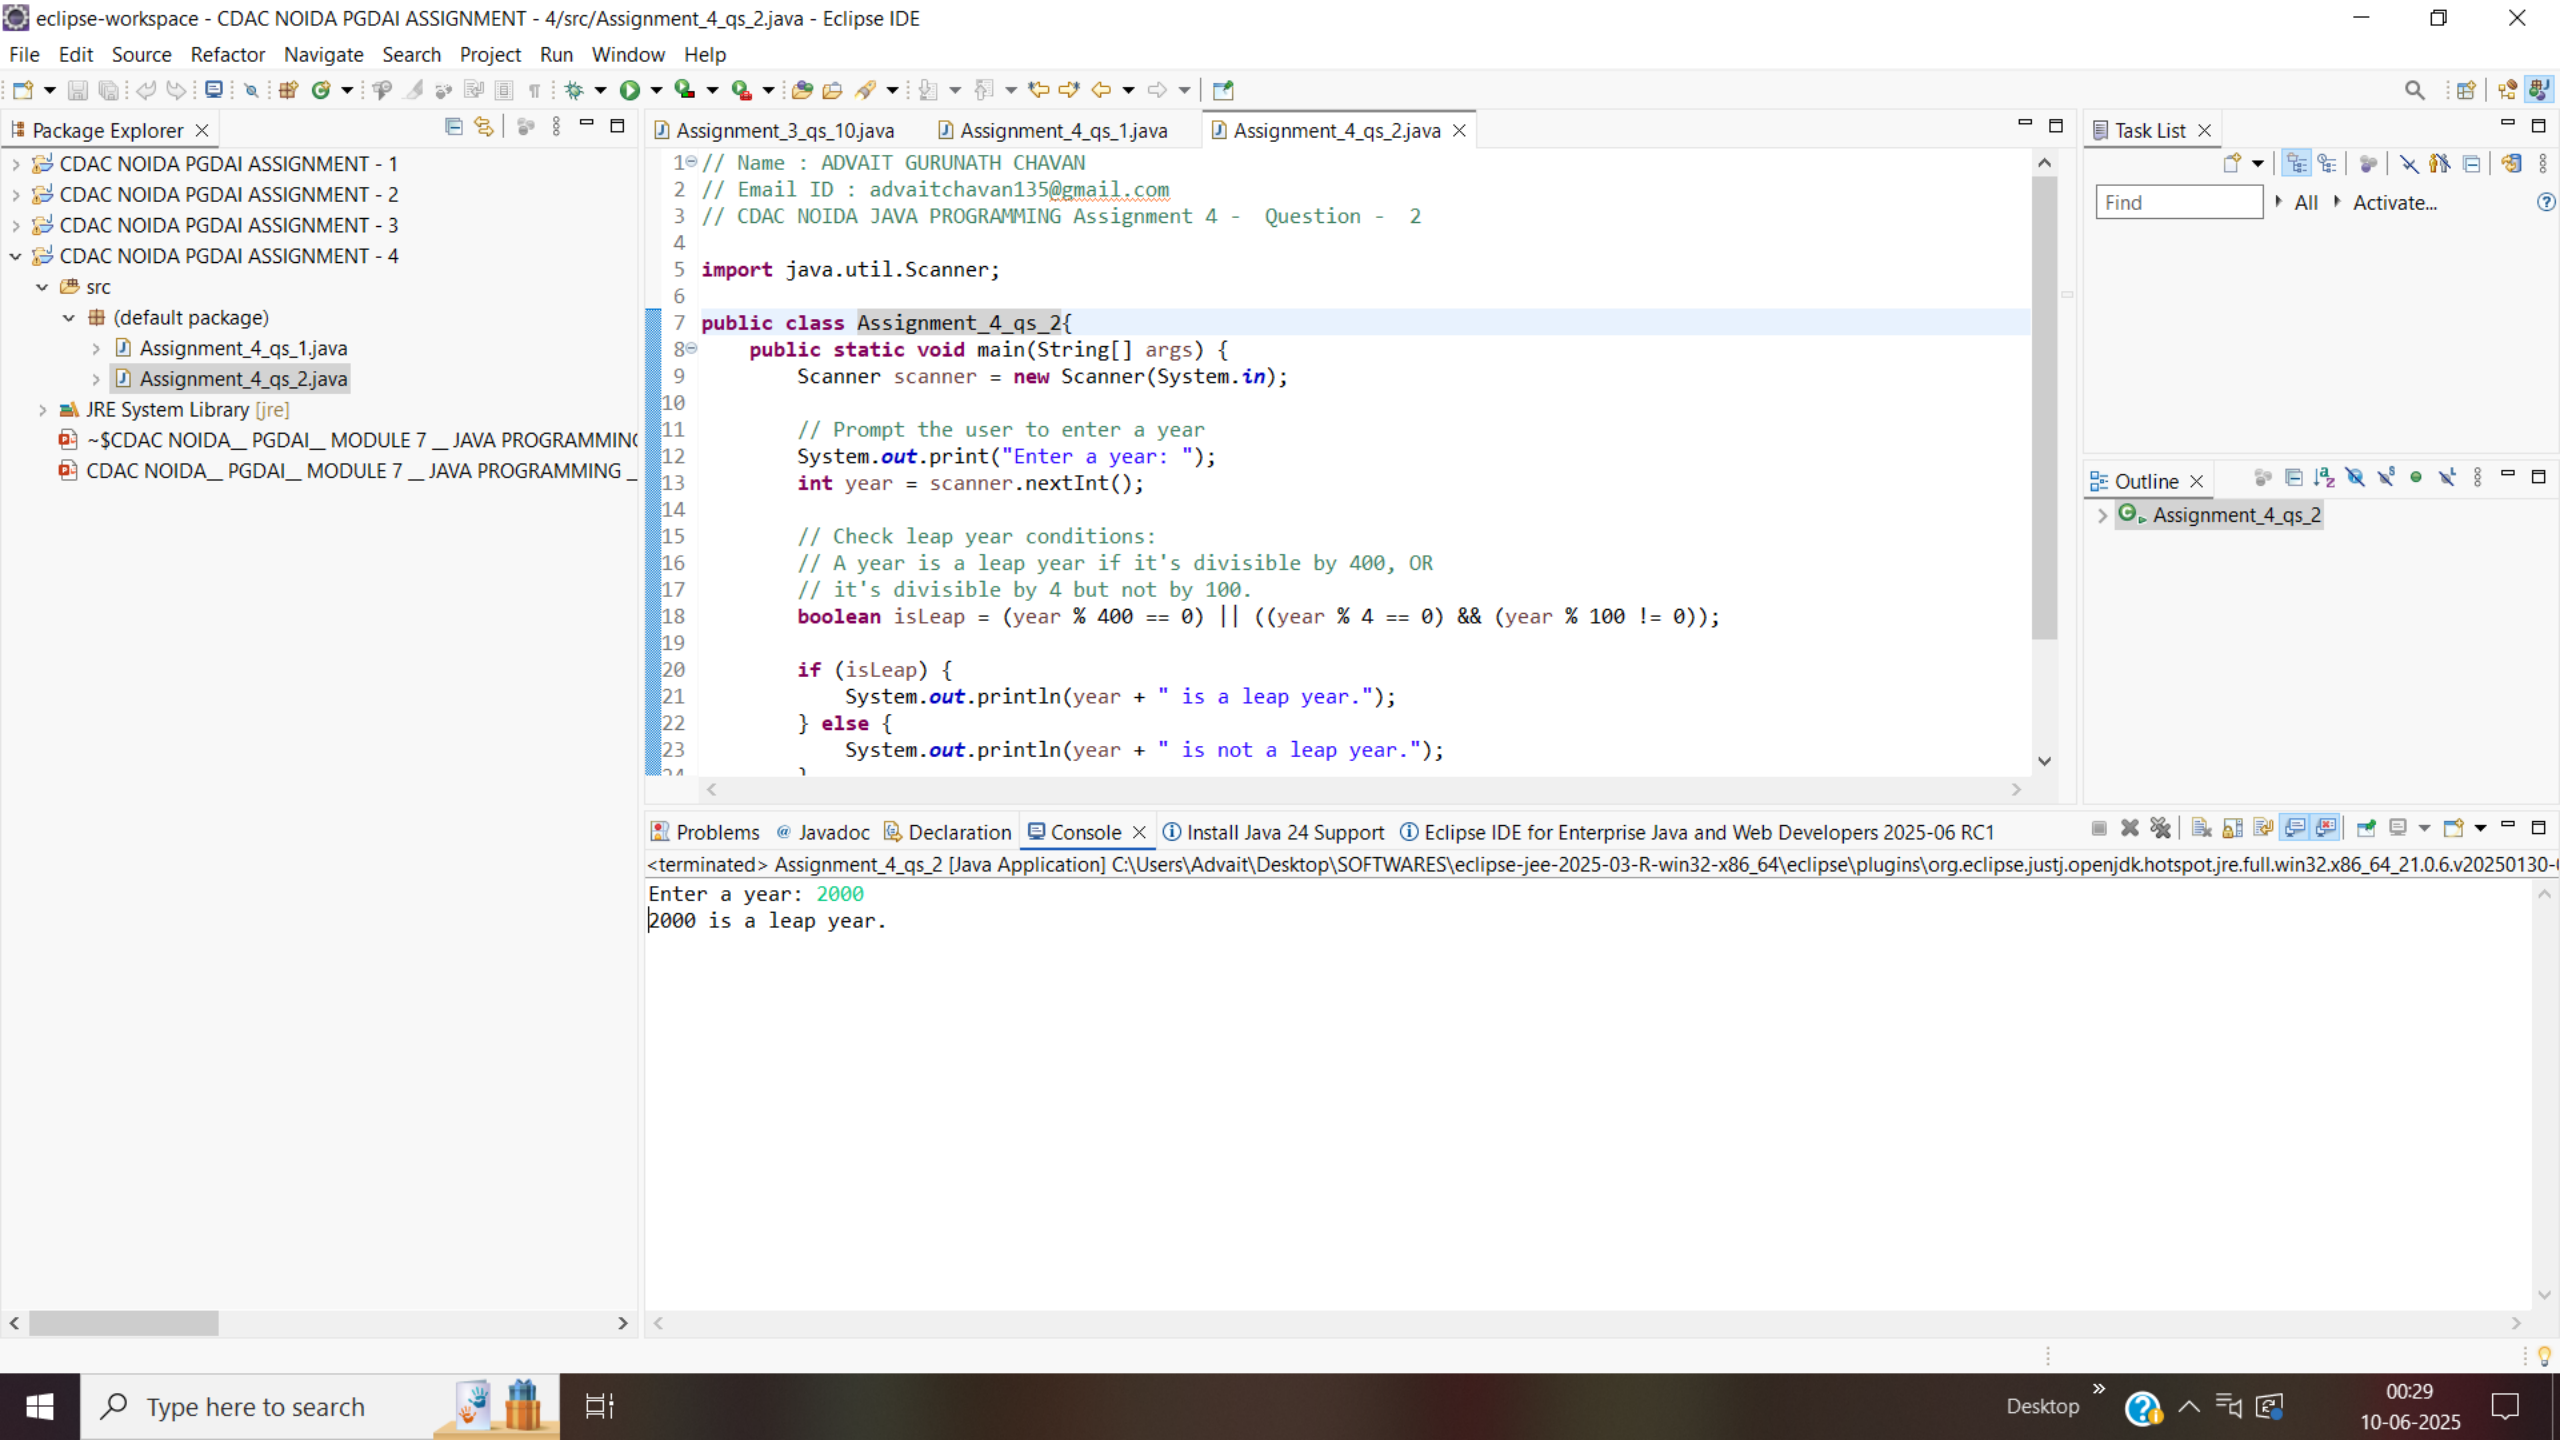 eclipse-workspace - CDAC NOIDA PGDAI ASSIGNMENT - 4/src/Assignment_4_qs_2.java - Eclipse IDE
File Edit Source Refactor Navigate Search Project Run Window Help
Package Explorer
CDAC NOIDA PGDAI ASSIGNMENT - 1
CDAC NOIDA PGDAI ASSIGNMENT - 2
CDAC NOIDA PGDAI ASSIGNMENT - 3
CDAC NOIDA PGDAI ASSIGNMENT - 4
src
(default package)
Assignment_4_qs_1.java
Assignment_4_qs_2.java
JRE System Library [jre]
~$CDAC NOIDA__ PGDAI__ MODULE 7 __ JAVA PROGRAMMING
CDAC NOIDA__ PGDAI__ MODULE 7 __ JAVA PROGRAMMING _
Assignment_3_qs_10.java Assignment_4_qs_1.java Assignment_4_qs_2.java
1 // Name : ADVAIT GURUNATH CHAVAN
2 // Email ID : advaitchavan135@gmail.com
3 // CDAC NOIDA JAVA PROGRAMMING Assignment 4 -  Question -  2
4
5 import java.util.Scanner;
6
7 public class Assignment_4_qs_2{
8     public static void main(String[] args) {
9         Scanner scanner = new Scanner(System.in);
10
11         // Prompt the user to enter a year
12         System.out.print("Enter a year: ");
13         int year = scanner.nextInt();
14
15         // Check leap year conditions:
16         // A year is a leap year if it's divisible by 400, OR
17         // it's divisible by 4 but not by 100.
18         boolean isLeap = (year % 400 == 0) || ((year % 4 == 0) && (year % 100 != 0));
19
20         if (isLeap) {
21             System.out.println(year + " is a leap year.");
22         } else {
23             System.out.println(year + " is not a leap year.");
24         }
Task List
Find All Activate...
Outline
Assignment_4_qs_2
Problems @ Javadoc Declaration Console Install Java 24 Support Eclipse IDE for Enterprise Java and Web Developers 2025-06 RC1
<terminated> Assignment_4_qs_2 [Java Application] C:\Users\Advait\Desktop\SOFTWARES\eclipse-jee-2025-03-R-win32-x86_64\eclipse\plugins\org.eclipse.justj.openjdk.hotspot.jre.full.win32.x86_64_21.0.6.v20250130-
Enter a year: 2000
2000 is a leap year.
Type here to search
Desktop
00:29
10-06-2025